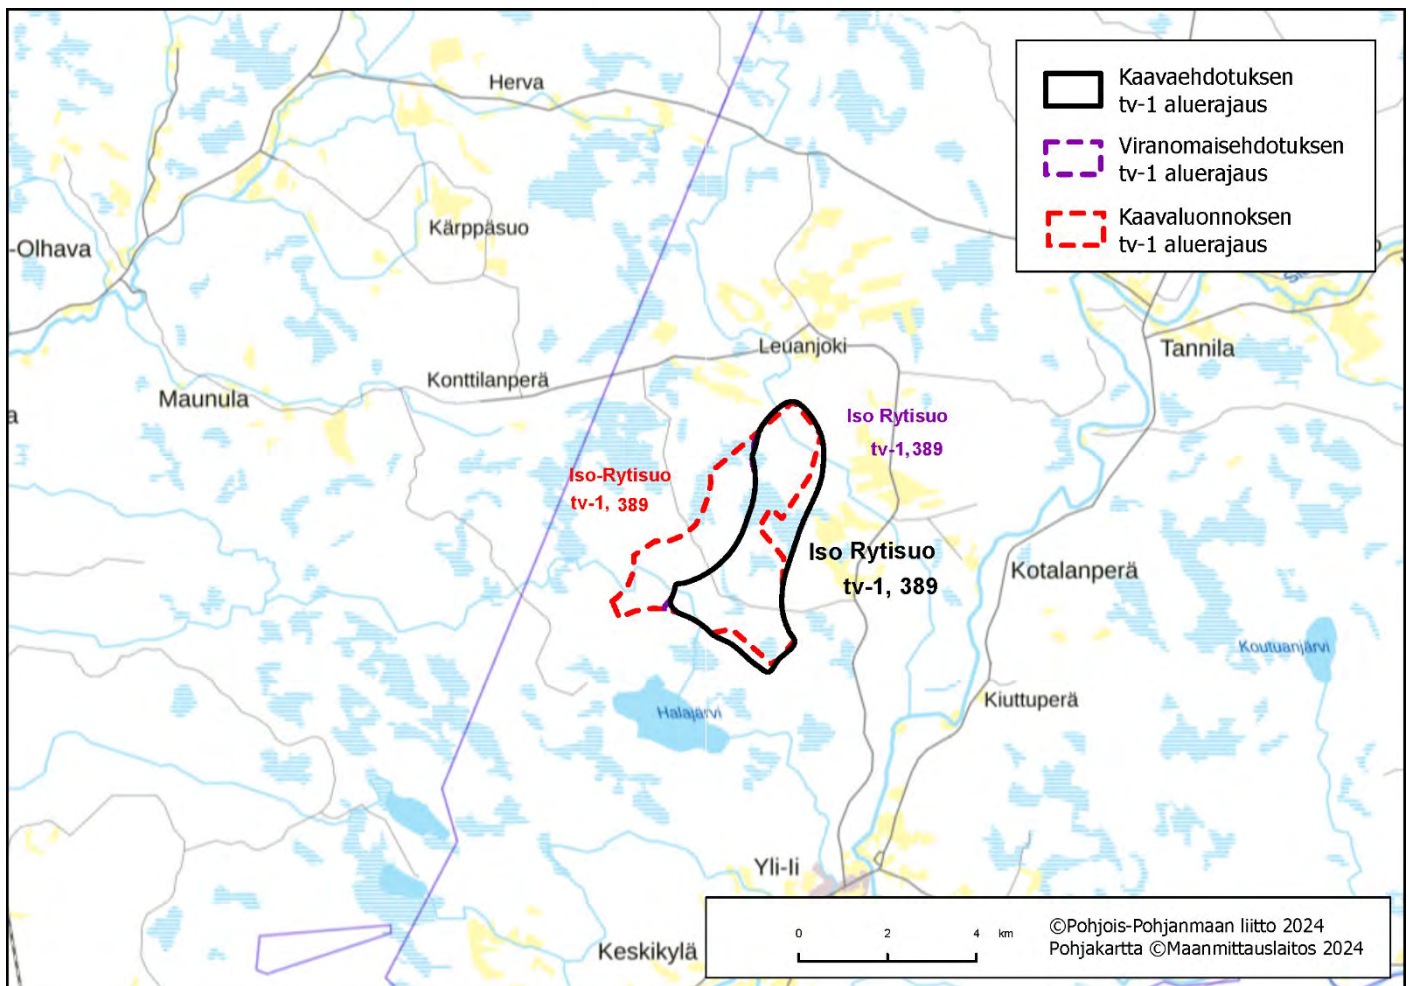 Herva
Kaavaehdotuksen
tv-1 aluerajaus
Viranomaisehdotuksen
tv-1 aluerajaus
Kaavaluonnoksen
tv-1 aluerajaus
Kärppäsuo
-Olhava
Leuanjoki
Tannila
Konttilanperä
Maunula
a
Iso Rytisuo
tv-1,389
Iso-Rytisuo
tv-1, 389
Iso Rytisuo
tv-1, 389
Kotalanperä
Koutuanjärvi
Kiuttuperä
Halajärvi
Yli-Ii
Keskikylä
0 2 4 km
©Pohjois-Pohjanmaan liitto 2024
Pohjakartta ©Maanmittauslaitos 2024